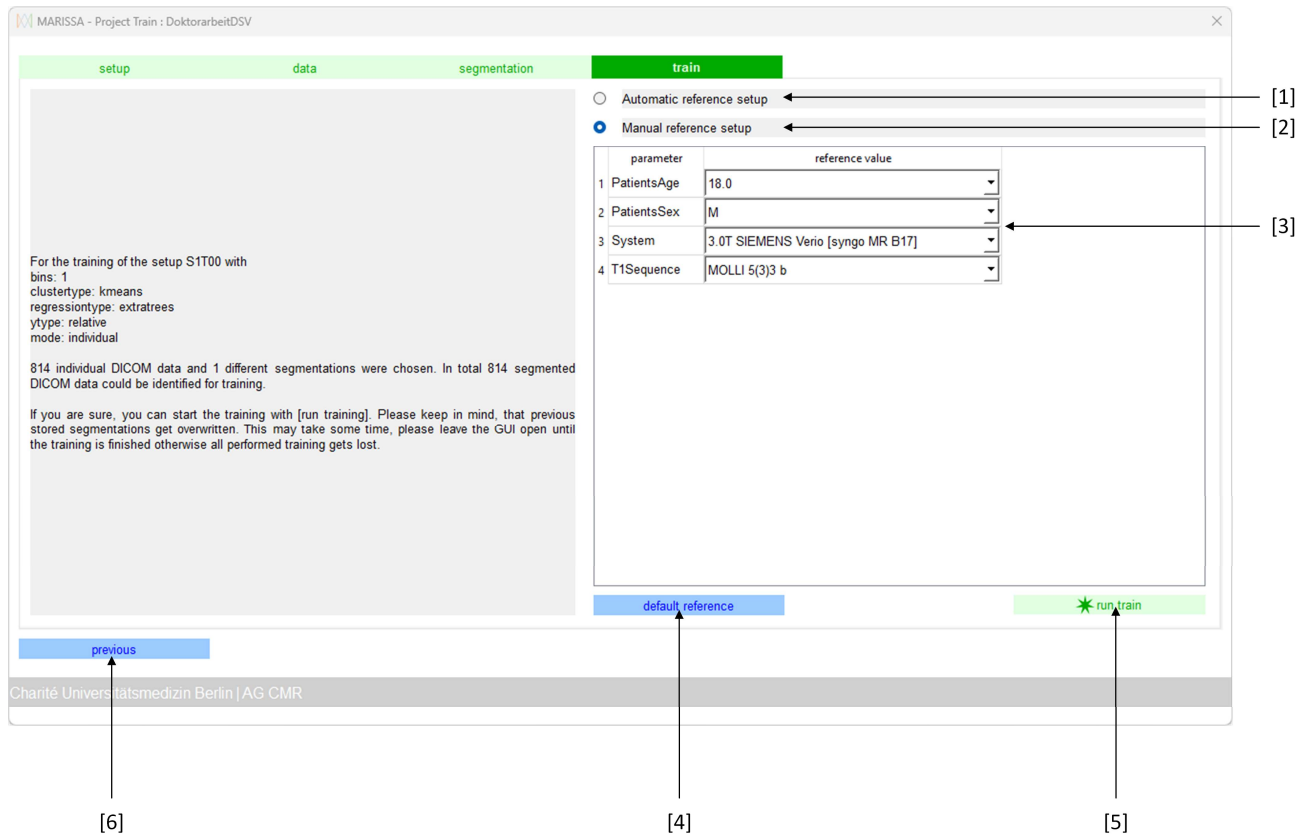 MARISSA - Project Train : DoktorarbeitDSV
setup data segmentation train
Automatic reference setup [1]
Manual reference setup [2]
parameter reference value
1 PatientsAge 18.0
2 PatientsSex M
[3]
3 System 3.0T SIEMENS Verio [syngo MR B17]
4 T1Sequence MOLLI 5(3)3 b
For the training of the setup S1T00 with
bins: 1
clustertype: kmeans
regressiontype: extratrees
ytype: relative
mode: individual
814 individual DICOM data and 1 different segmentations were chosen. In total 814 segmented
DICOM data could be identified for training.
If you are sure, you can start the training with [run training]. Please keep in mind, that previous
stored segmentations get overwritten. This may take some time, please leave the GUI open until
the training is finished otherwise all performed training gets lost.
default reference run train
previous
Charité Universitätsmedizin Berlin | AG CMR
[6] [4] [5]